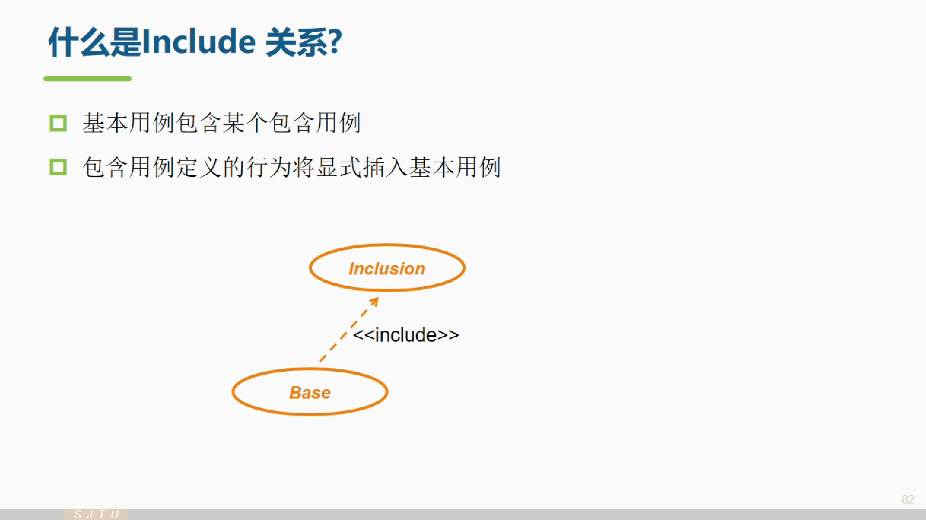 什么是Include 关系?
基本用例包含某个包含用例
包含用例定义的行为将显式插入基本用例
Inclusion
<<include>>
Base
82
SJTU